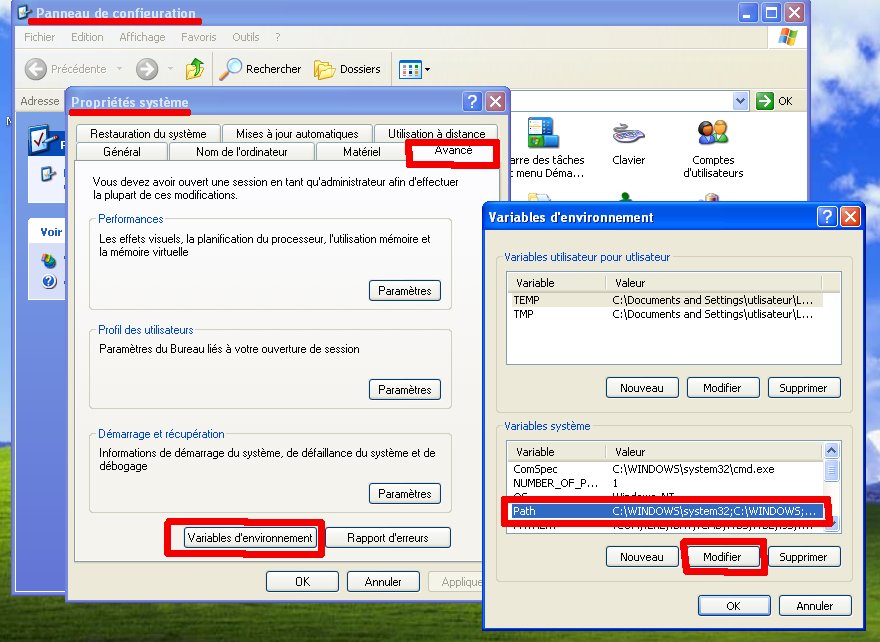 Panneau de configuration
Fichier Edition Affichage Favoris Outils ?
Précédente Rechercher Dossiers
Adresse OK
Propriétés système
Restauration du système Mises à jour automatiques Utilisation à distance
Général Nom de l'ordinateur Matériel Avancé
Vous devez avoir ouvert une session en tant qu'administrateur afin d'effectuer
la plupart de ces modifications.
Performances
Les effets visuels, la planification du processeur, l'utilisation mémoire et
la mémoire virtuelle
Paramètres
Profil des utilisateurs
Paramètres du Bureau liés à votre ouverture de session
Paramètres
Démarrage et récupération
Informations de démarrage du système, de défaillance du système et de
débogage
Paramètres
Variables d'environnement Rapport d'erreurs
OK Annuler Applique
Voir
arre des tâches Clavier Comptes
t menu Déma... d'utilisateurs
Variables d'environnement
Variables utilisateur pour utlisateur
Variable Valeur
TEMP C:\Documents and Settings\utlisateur\L...
TMP C:\Documents and Settings\utlisateur\L...
Nouveau Modifier Supprimer
Variables système
Variable Valeur
ComSpec C:\WINDOWS\system32\cmd.exe
NUMBER_OF_P... 1
OS Windows_NT
Path C:\WINDOWS\system32;C:\WINDOWS;...
Nouveau Modifier Supprimer
OK Annuler